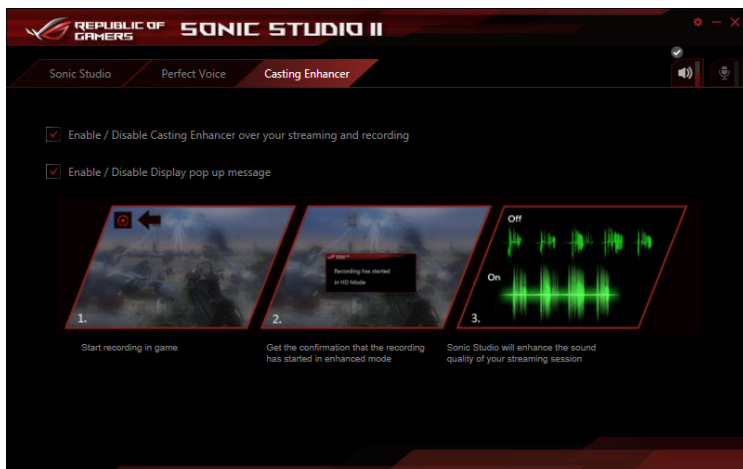 REPUBLIC OF
GAMERS
SONIC STUDIO II
Sonic Studio
Perfect Voice
Casting Enhancer
Enable / Disable Casting Enhancer over your streaming and recording
Enable / Disable Display pop up message
Recording has started
in HD Mode
Off
On
1.
2.
3.
Start recording in game
Get the confirmation that the recording
has started in enhanced mode
Sonic Studio will enhance the sound
quality of your streaming session